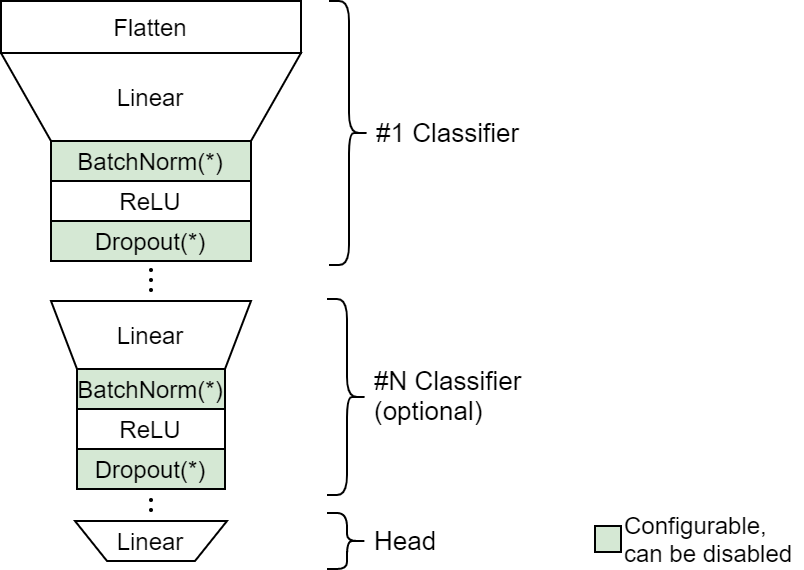 Flatten
Linear
BatchNorm(*)
ReLU
Dropout(*)
#1 Classifier
Linear
BatchNorm(*)
ReLU
Dropout(*)
#N Classifier
(optional)
Linear
Head
Configurable,
can be disabled